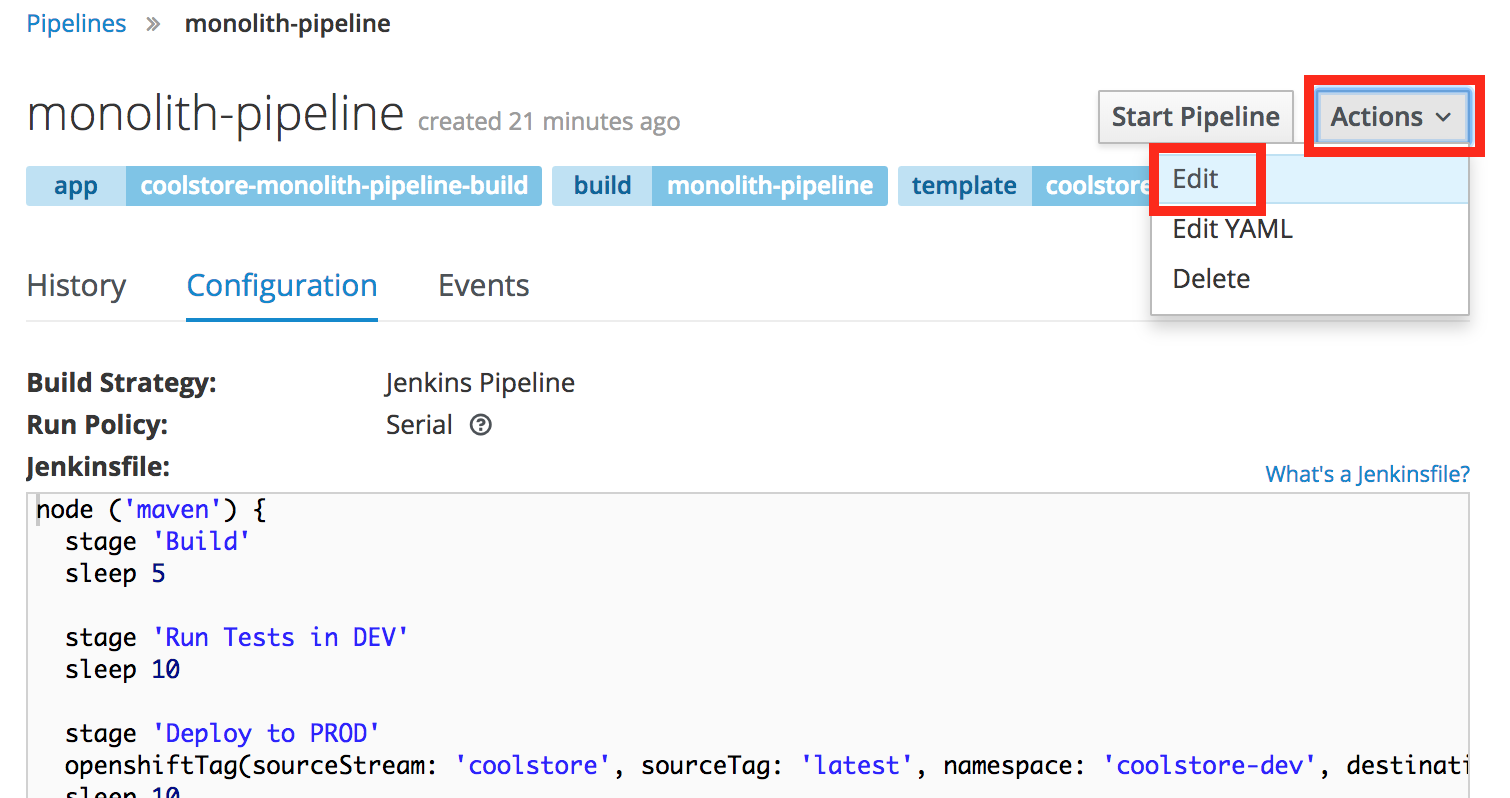 Pipelines » monolith-pipeline
monolith-pipeline created 21 minutes ago
Start Pipeline
Actions
app coolstore-monolith-pipeline-build build monolith-pipeline template coolstore
Edit
Edit YAML
Delete
History Configuration Events
Build Strategy: Jenkins Pipeline
Run Policy: Serial ?
Jenkinsfile:
What's a Jenkinsfile?
node ('maven') {
stage 'Build'
sleep 5
stage 'Run Tests in DEV'
sleep 10
stage 'Deploy to PROD'
openshiftTag(sourceStream: 'coolstore', sourceTag: 'latest', namespace: 'coolstore-dev', destinati
sleep 10